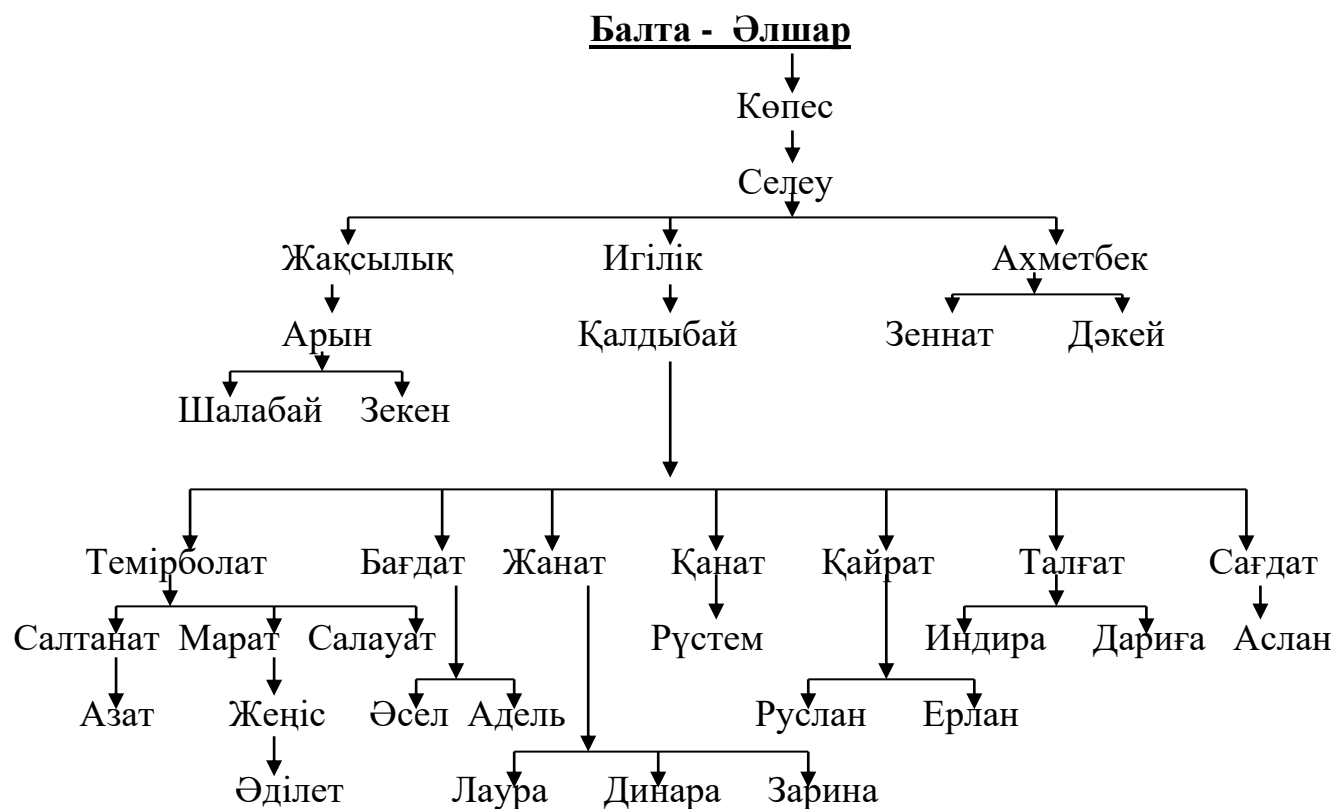 Балта - Әлшар
Көпес
Селеу
Жақсылық Игілік Ахметбек
Арын Қалдыбай Зеннат Дәкей
Шалабай Зекен
Темірболат Бағдат Жанат Қанат Қайрат Талғат Сағдат
Салтанат Марат Салауат Рүстем Индира Дариға Аслан
Азат Жеңіс Әсел Адель Руслан Ерлан
Әділет Лаура Динара Зарина